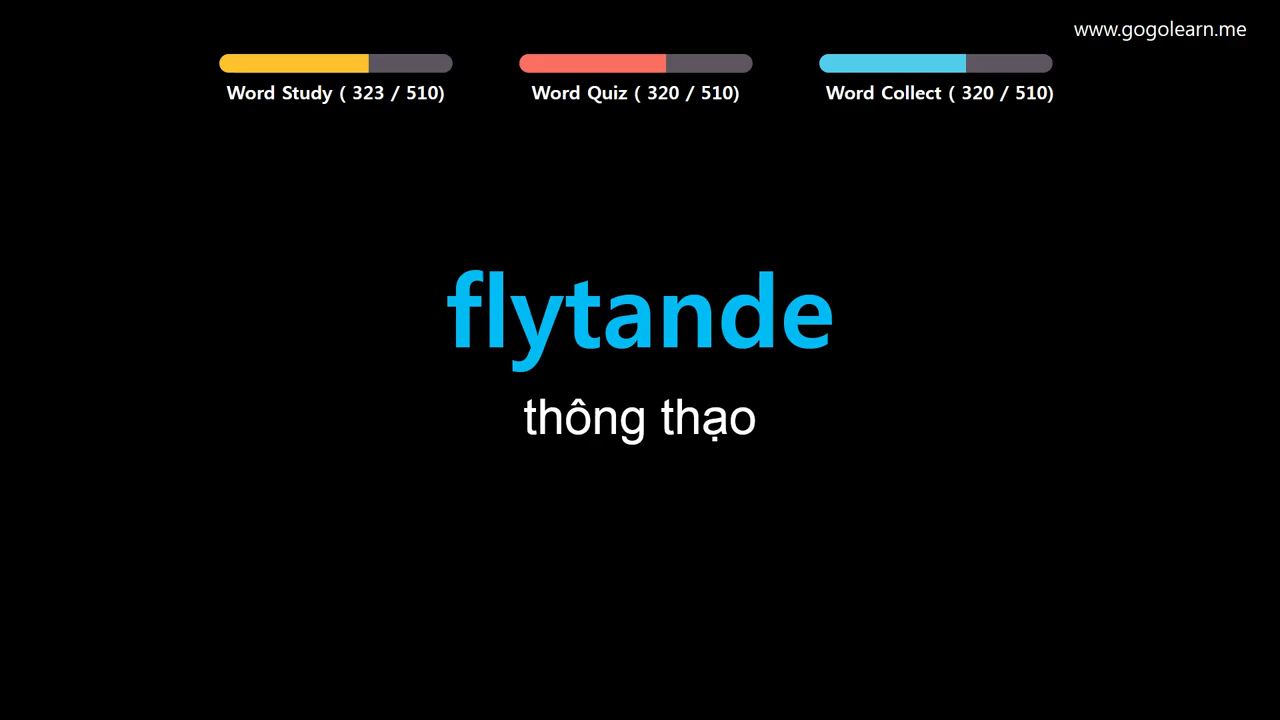 www.gogolearn.me
Word Study ( 323 / 510)
Word Quiz ( 320 / 510)
Word Collect ( 320 / 510)
flytande
thông thạo